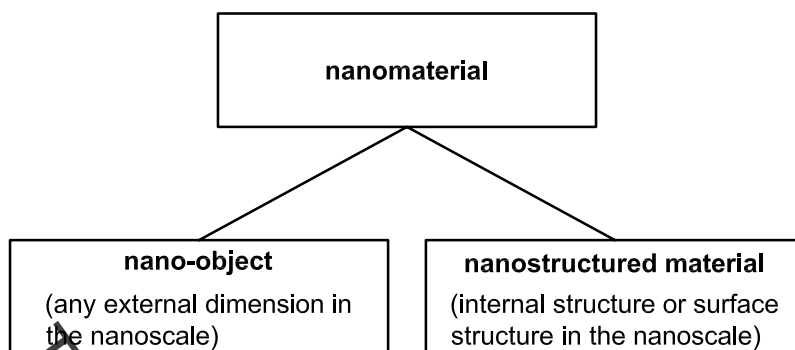 nanomaterial
nano-object
(any external dimension in
the nanoscale)
nanostructured material
(internal structure or surface
structure in the nanoscale)